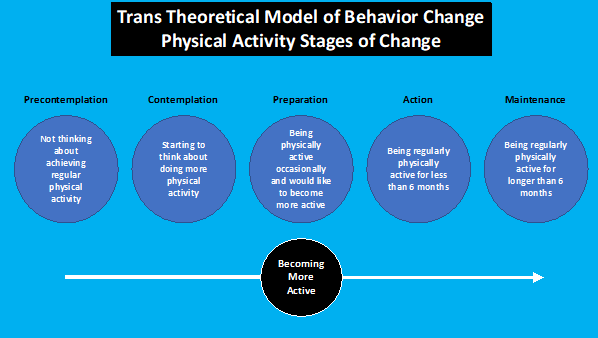 Trans Theoretical Model of Behavior Change
Physical Activity Stages of Change
Precontemplation
Contemplation
Preparation
Action
Maintenance
Not thinking
about
achieving
regular
physical
activity
Starting to
think about
doing more
physical
activity
Being
physically
active
occasionally
and would like
to become
more active
Being regularly
physically
active for less
than 6 months
Being regularly
physically
active for
longer than 6
months
Becoming
More
Active